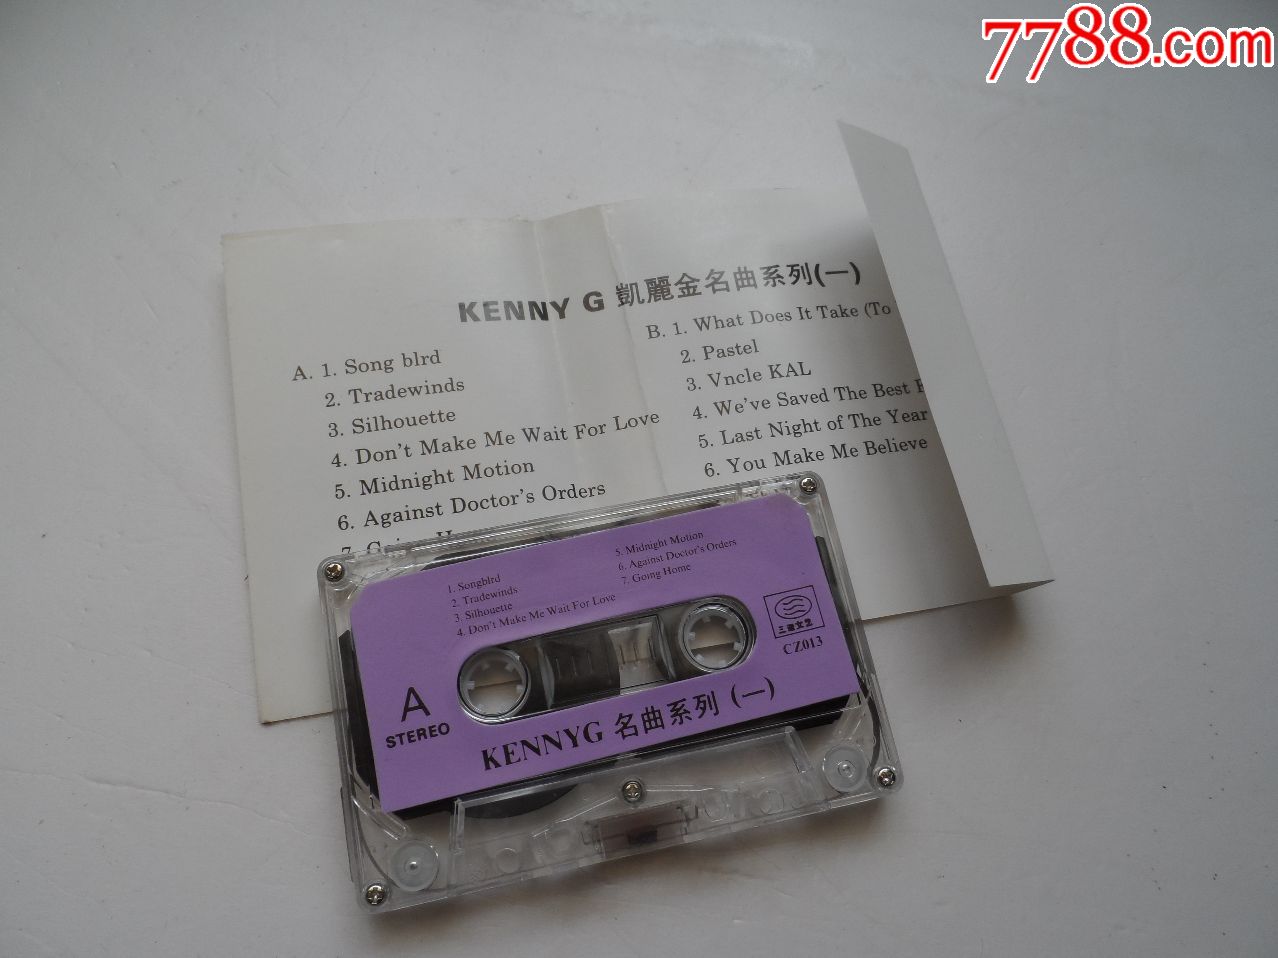 7788.com
KENNY G 凱麗金名曲系列(一)
A. 1. Song blrd
2. Tradewinds
3. Silhouette
4. Don't Make Me Wait For Love
5. Midnight Motion
6. Against Doctor's Orders
7.
B. 1. What Does It Take (To
2. Pastel
3. Vncle KAL
4. We've Saved The Best
5. Last Night of The Year
6. You Make Me Believe
1. Songblrd
2. Tradewinds
3. Silhouette
4. Don't Make Me Wait For Love
5. Midnight Motion
6. Against Doctor's Orders
7. Going Home
CZ013
A
STEREO
KENNYG 名曲系列 (一)